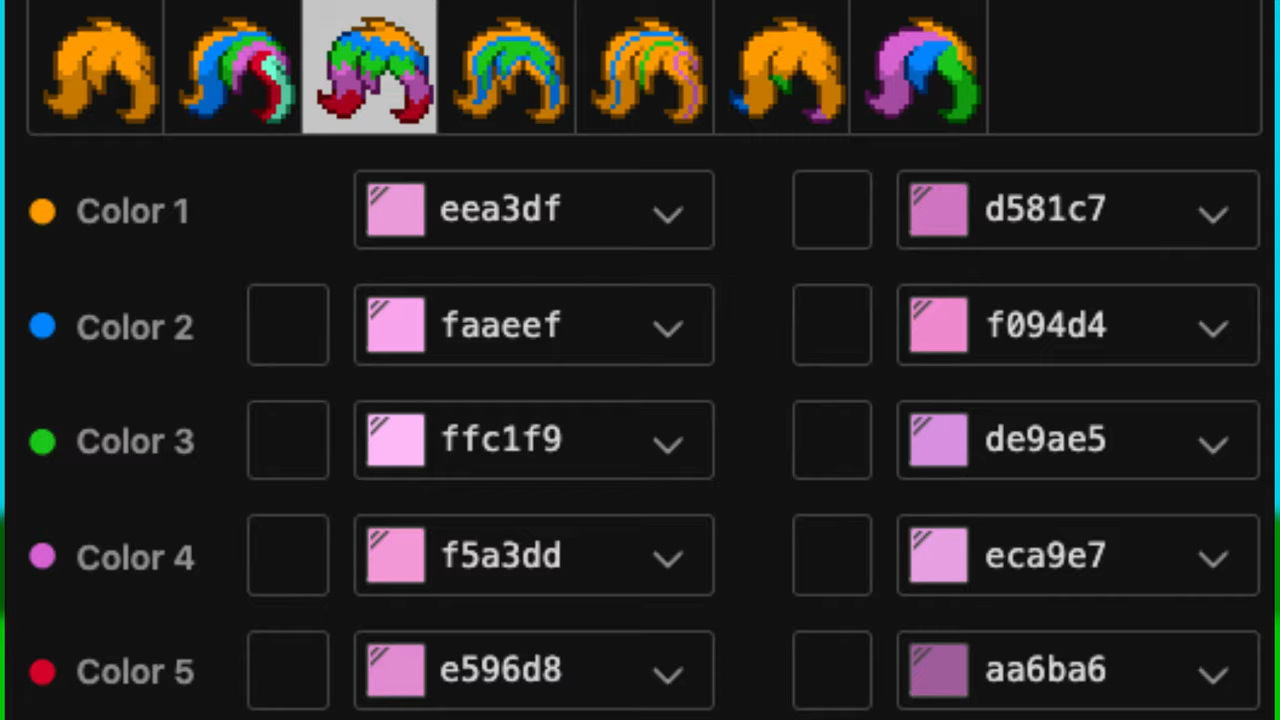 Color 1 eea3df d581c7
Color 2 faaeef f094d4
Color 3 ffc1f9 de9ae5
Color 4 f5a3dd eca9e7
Color 5 e596d8 aa6ba6